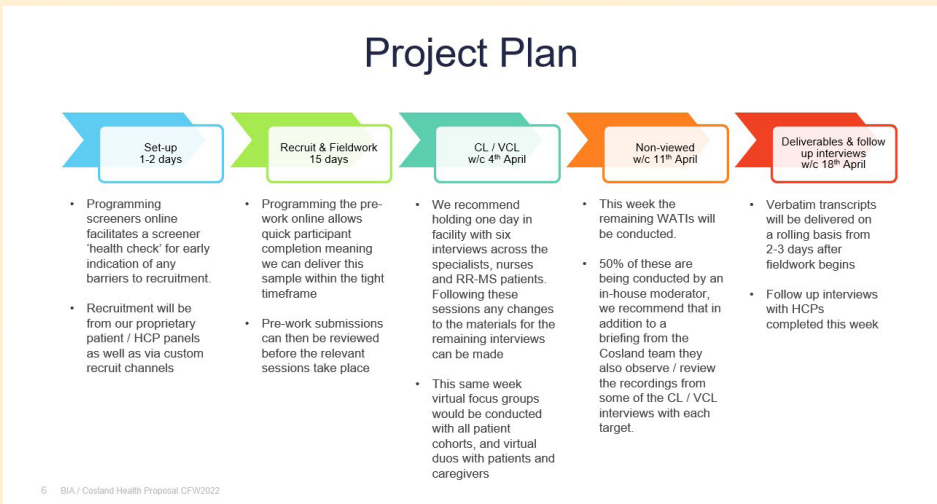 Project Plan
Set-up
1-2 days
Recruit & Fieldwork
15 days
CL / VCL
w/c 4th April
Non-viewed
w/c 11th April
Deliverables & follow
up interviews
w/c 18th April
• Programming
screeners online
facilitates a screener
‘health check’ for early
indication of any
barriers to recruitment.
• Recruitment will be
from our proprietary
patient / HCP panels
as well as via custom
recruit channels
• Programming the pre-
work online allows
quick participant
completion meaning
we can deliver this
sample within the tight
timeframe
• Pre-work submissions
can then be reviewed
before the relevant
sessions take place
• We recommend
holding one day in
facility with six
interviews across the
specialists, nurses
and RR-MS patients.
Following these
sessions any changes
to the materials for the
remaining interviews
can be made
• This same week
virtual focus groups
would be conducted
with all patient
cohorts, and virtual
duos with patients and
caregivers
• This week the
remaining WATIs will
be conducted.
• 50% of these are
being conducted by an
in-house moderator,
we recommend that in
addition to a
briefing from the
Cosland team they
also observe / review
the recordings from
some of the CL / VCL
interviews with each
target.
• Verbatim transcripts
will be delivered on
a rolling basis from
2-3 days after
fieldwork begins
• Follow up interviews
with HCPs
completed this week
6 BIA / Cosland Health Proposal CFW2022